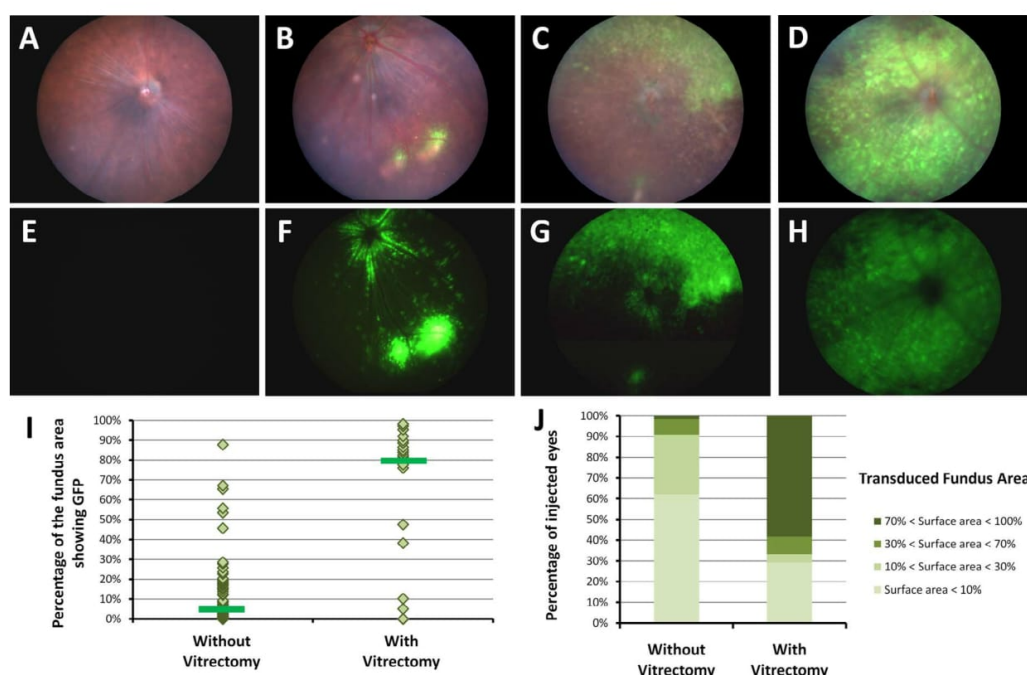 A
B
C
D
E
F
G
H
I
Percentage of the fundus area
showing GFP
100%
90%
80%
70%
60%
50%
40%
30%
20%
10%
0%
Without
Vitrectomy
With
Vitrectomy
J
Percentage of injected eyes
100%
90%
80%
70%
60%
50%
40%
30%
20%
10%
0%
Without
Vitrectomy
With
Vitrectomy
Transduced Fundus Area
70% < Surface area < 100%
30% < Surface area < 70%
10% < Surface area < 30%
Surface area < 10%